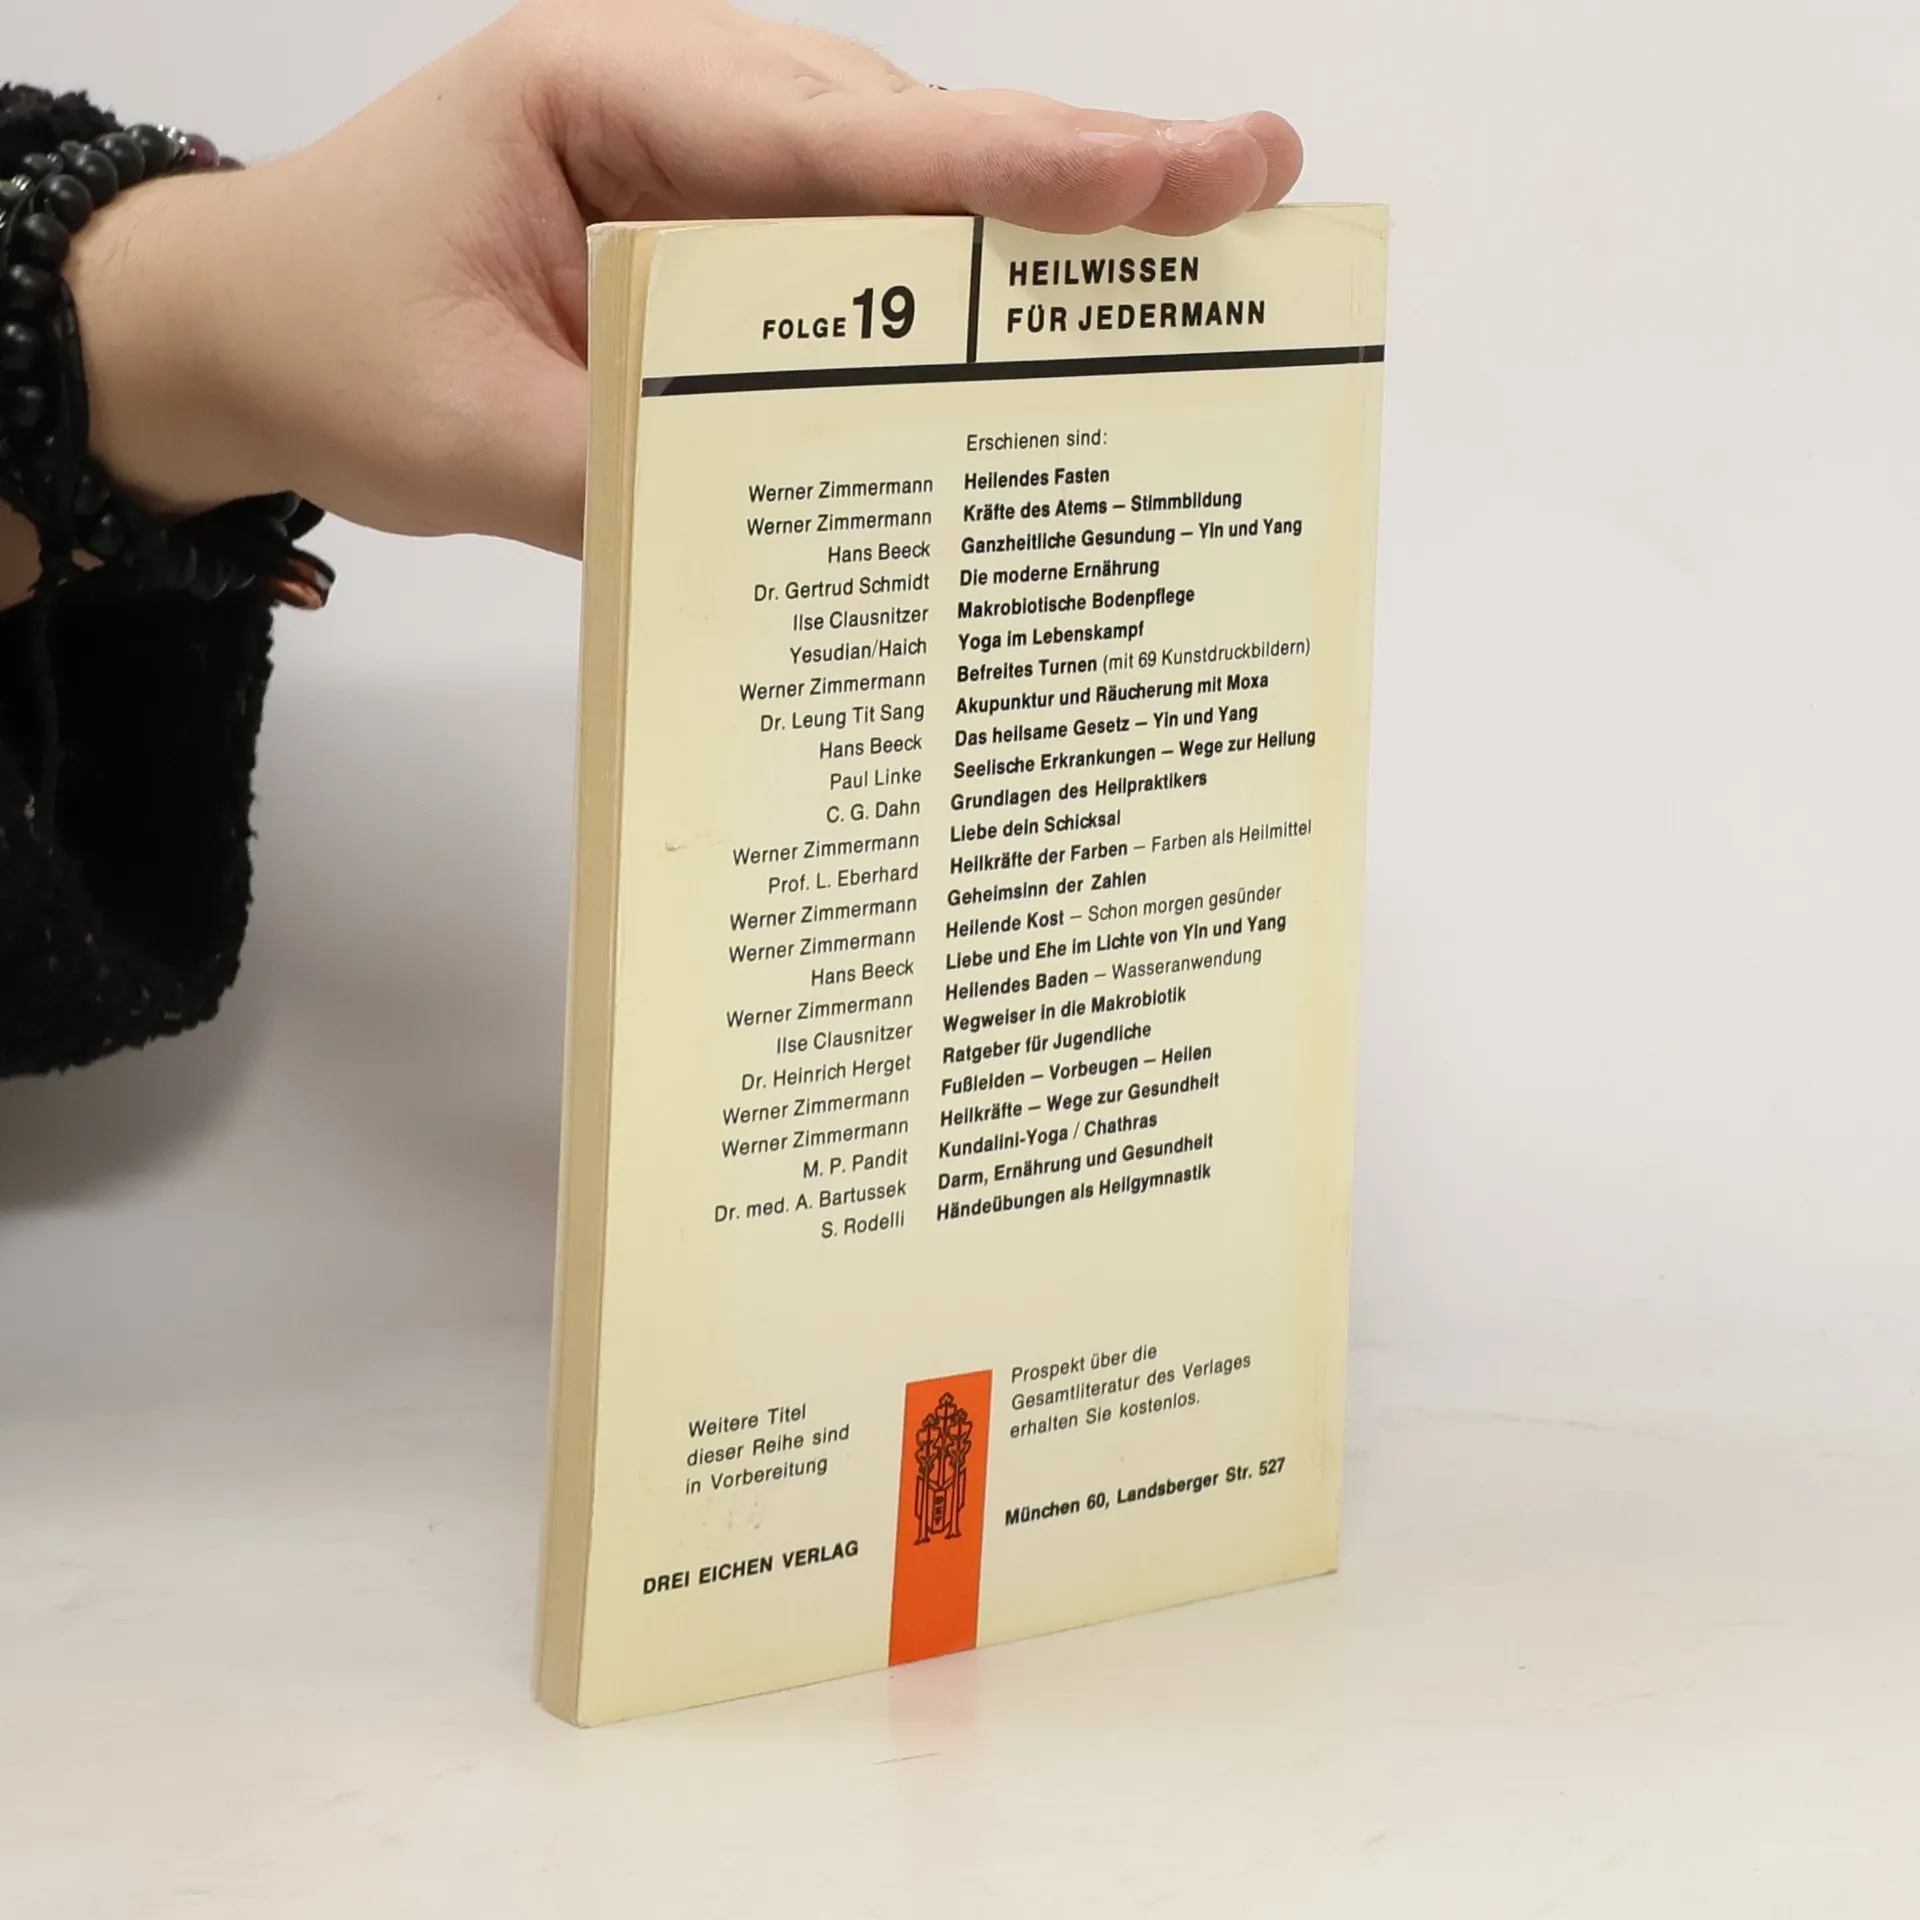 FOLGE 19
HEILWISSEN
FÜR JEDERMANN
Erschienen sind:
Werner Zimmermann Heilendes Fasten
Werner Zimmermann Kräfte des Atems – Stimmbildung
Hans Beeck Ganzheitliche Gesundung – Yin und Yang
Dr. Gertrud Schmidt Die moderne Ernährung
Ilse Clausnitzer Makrobiotische Bodenpflege
Yesudian/Haich Yoga im Lebenskampf
Werner Zimmermann Befreites Turnen (mit 69 Kunstdruckbildern)
Dr. Leung Tit Sang Akupunktur und Räucherung mit Moxa
Hans Beeck Das heilsame Gesetz – Yin und Yang
Paul Linke Seelische Erkrankungen – Wege zur Heilung
C. G. Dahn Grundlagen des Heilpraktikers
Werner Zimmermann Liebe dein Schicksal
Prof. L. Eberhard Heilkräfte der Farben – Farben als Heilmittel
Werner Zimmermann Geheimsinn der Zahlen
Werner Zimmermann Heilende Kost – Schon morgen gesünder
Hans Beeck Liebe und Ehe im Lichte von Yin und Yang
Werner Zimmermann Heilendes Baden – Wasseranwendung
Ilse Clausnitzer Wegweiser in die Makrobiotik
Dr. Heinrich Herget Ratgeber für Jugendliche
Werner Zimmermann Fußleiden – Vorbeugen – Heilen
Werner Zimmermann Heilkräfte – Wege zur Gesundheit
M. P. Pandit Kundalini-Yoga / Chathras
Dr. med. A. Bartussek Darm, Ernährung und Gesundheit
S. Rodelli Händeübungen als Heilgymnastik
Weitere Titel
dieser Reihe sind
in Vorbereitung
DREI EICHEN VERLAG
Prospekt über die
Gesamtliteratur des Verlages
erhalten Sie kostenlos.
München 60, Landsberger Str. 527